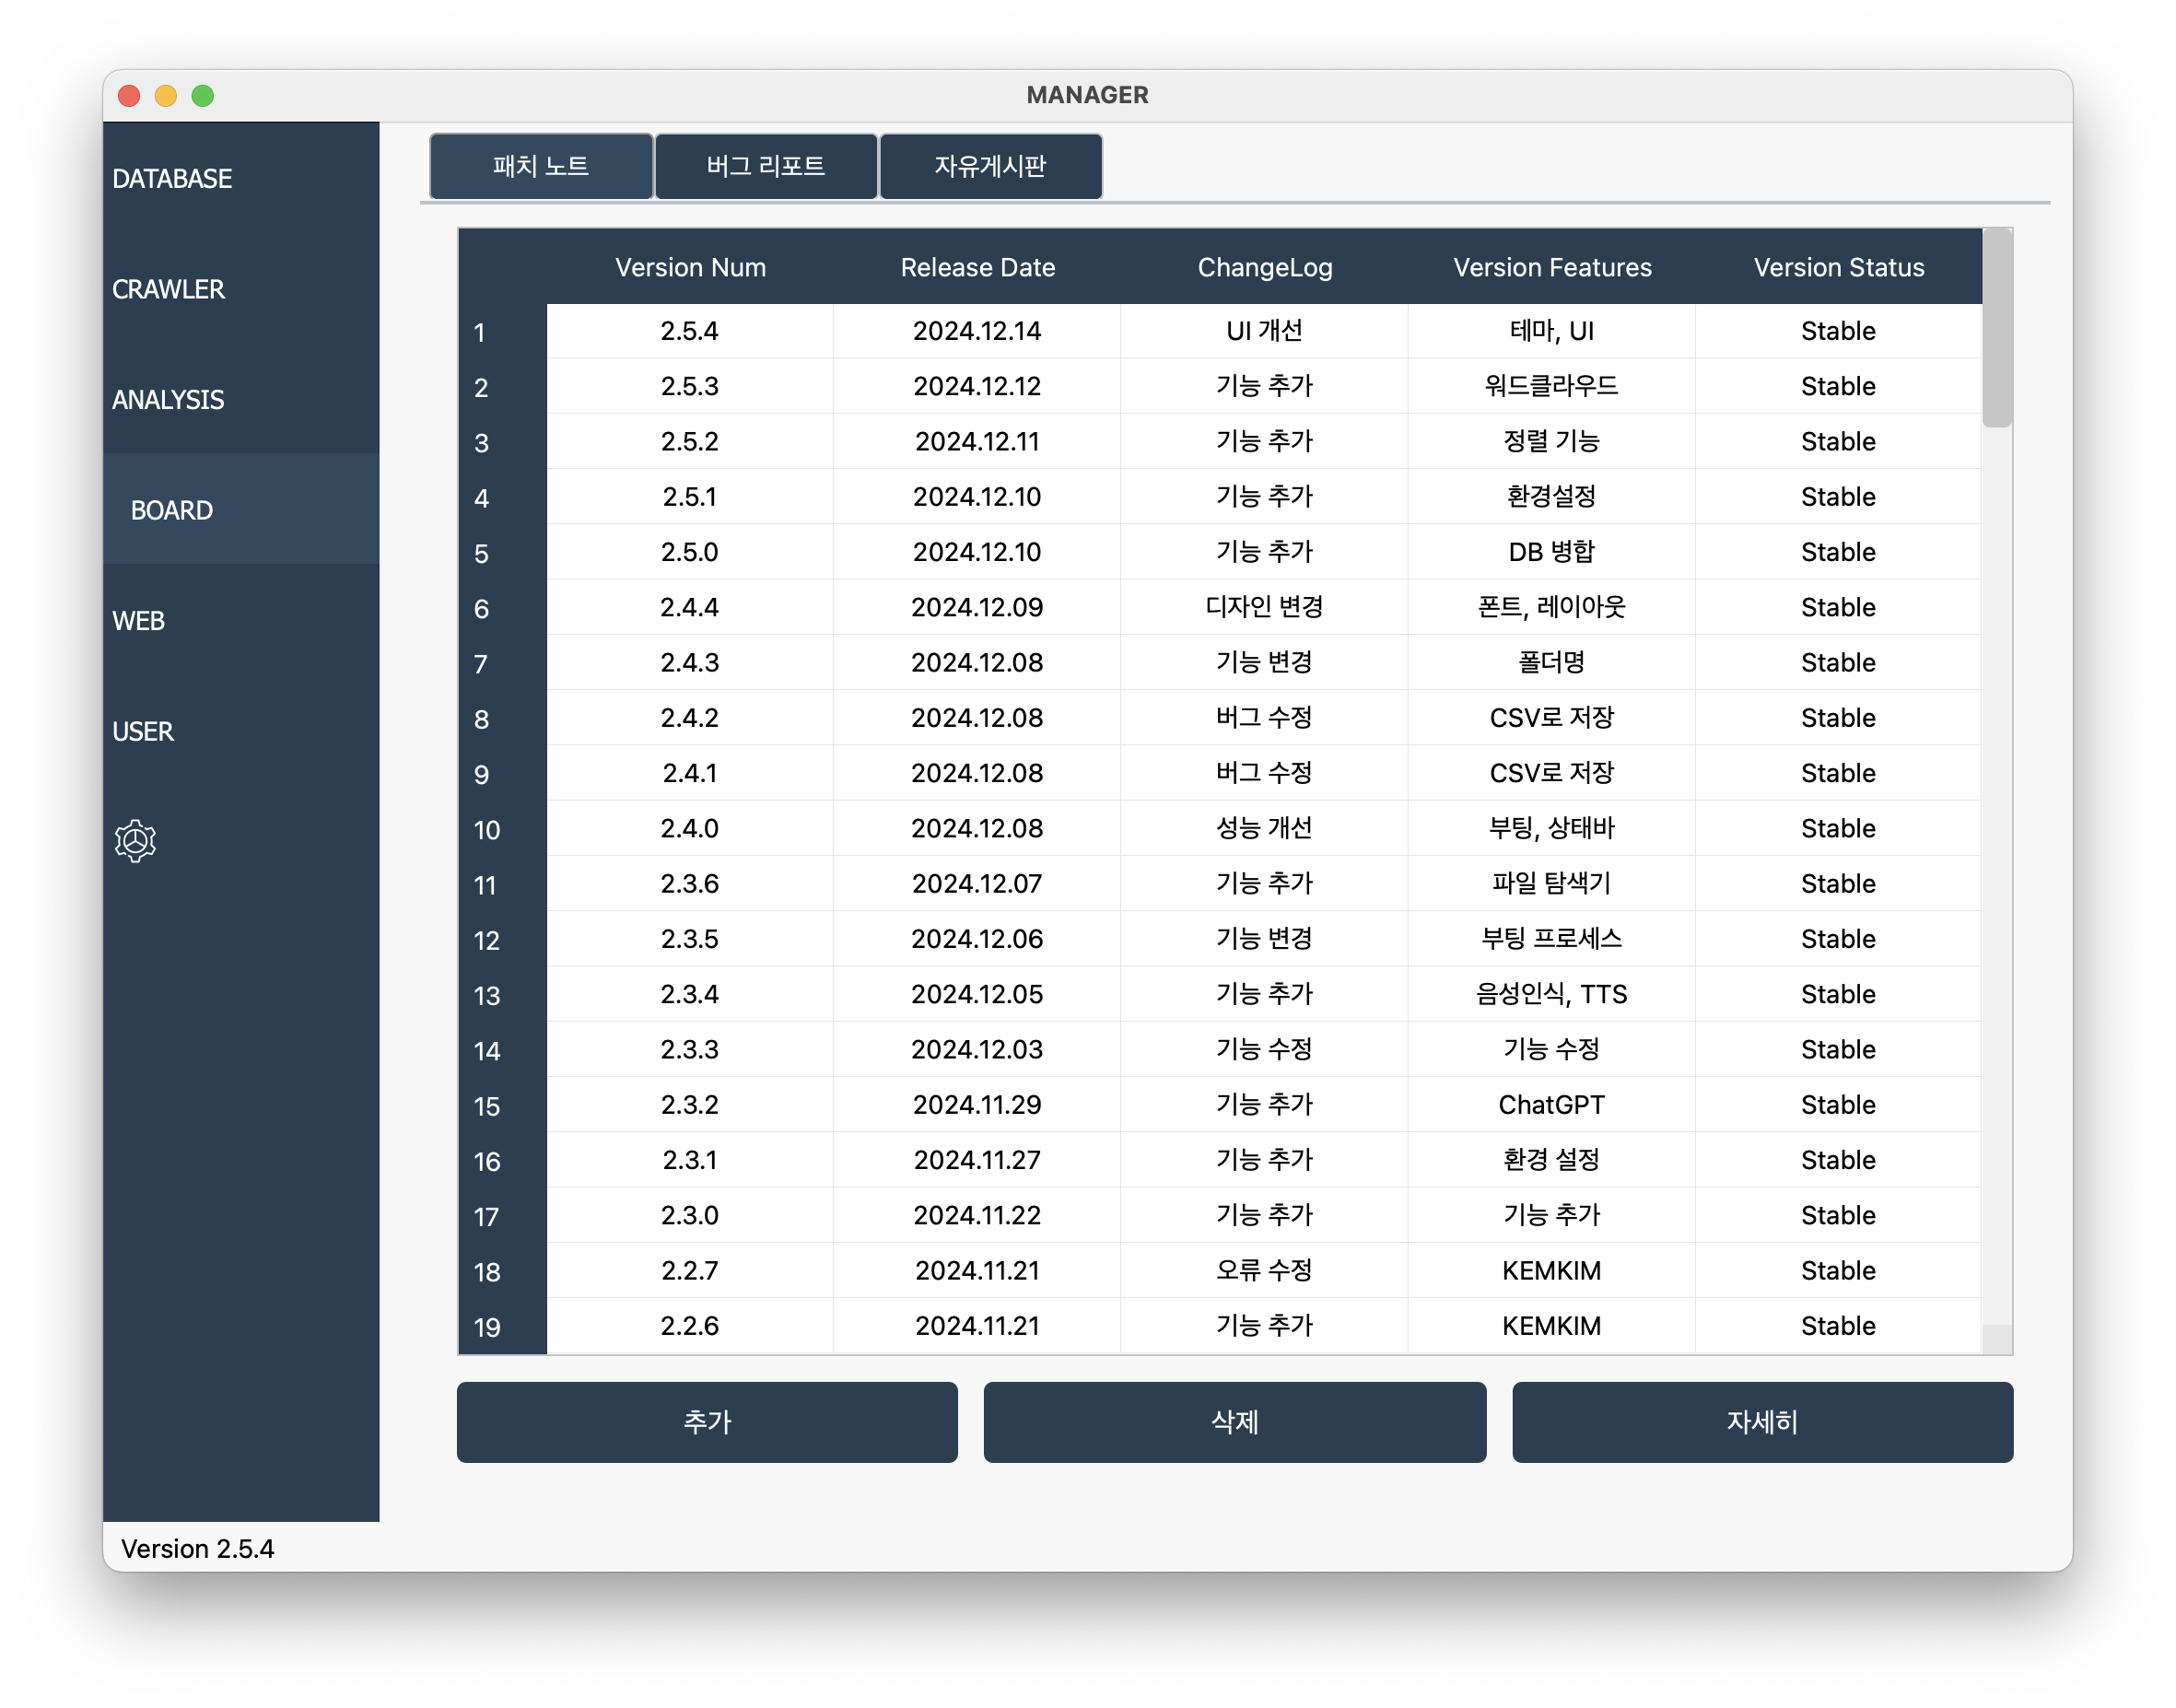 MANAGER
DATABASE
CRAWLER
ANALYSIS
BOARD
WEB
USER
패치 노트 버그 리포트 자유게시판
Version Num Release Date ChangeLog Version Features Version Status
1 2.5.4 2024.12.14 UI 개선 테마, UI Stable
2 2.5.3 2024.12.12 기능 추가 워드클라우드 Stable
3 2.5.2 2024.12.11 기능 추가 정렬 기능 Stable
4 2.5.1 2024.12.10 기능 추가 환경설정 Stable
5 2.5.0 2024.12.10 기능 추가 DB 병합 Stable
6 2.4.4 2024.12.09 디자인 변경 폰트, 레이아웃 Stable
7 2.4.3 2024.12.08 기능 변경 폴더명 Stable
8 2.4.2 2024.12.08 버그 수정 CSV로 저장 Stable
9 2.4.1 2024.12.08 버그 수정 CSV로 저장 Stable
10 2.4.0 2024.12.08 성능 개선 부팅, 상태바 Stable
11 2.3.6 2024.12.07 기능 추가 파일 탐색기 Stable
12 2.3.5 2024.12.06 기능 변경 부팅 프로세스 Stable
13 2.3.4 2024.12.05 기능 추가 음성인식, TTS Stable
14 2.3.3 2024.12.03 기능 수정 기능 수정 Stable
15 2.3.2 2024.11.29 기능 추가 ChatGPT Stable
16 2.3.1 2024.11.27 기능 추가 환경 설정 Stable
17 2.3.0 2024.11.22 기능 추가 기능 추가 Stable
18 2.2.7 2024.11.21 오류 수정 KEMKIM Stable
19 2.2.6 2024.11.21 기능 추가 KEMKIM Stable
추가 삭제 자세히
Version 2.5.4